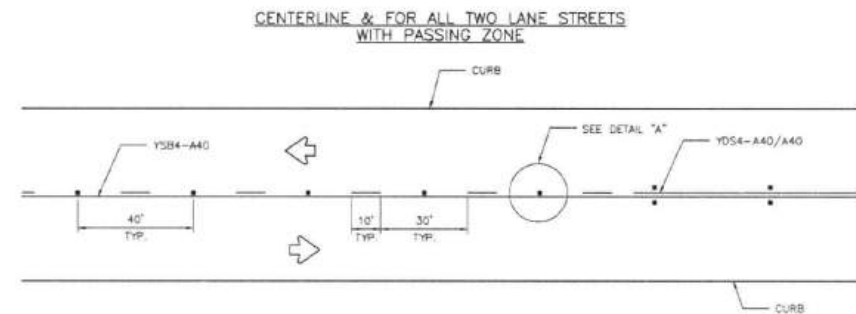 CENTERLINE & FOR ALL TWO LANE STREETS
WITH PASSING ZONE
CURB
SEE DETAIL "A"
YSB4-A40
YDS4-A40/A40
40'
TYP.
10'
TYP.
30'
TYP.
CURB